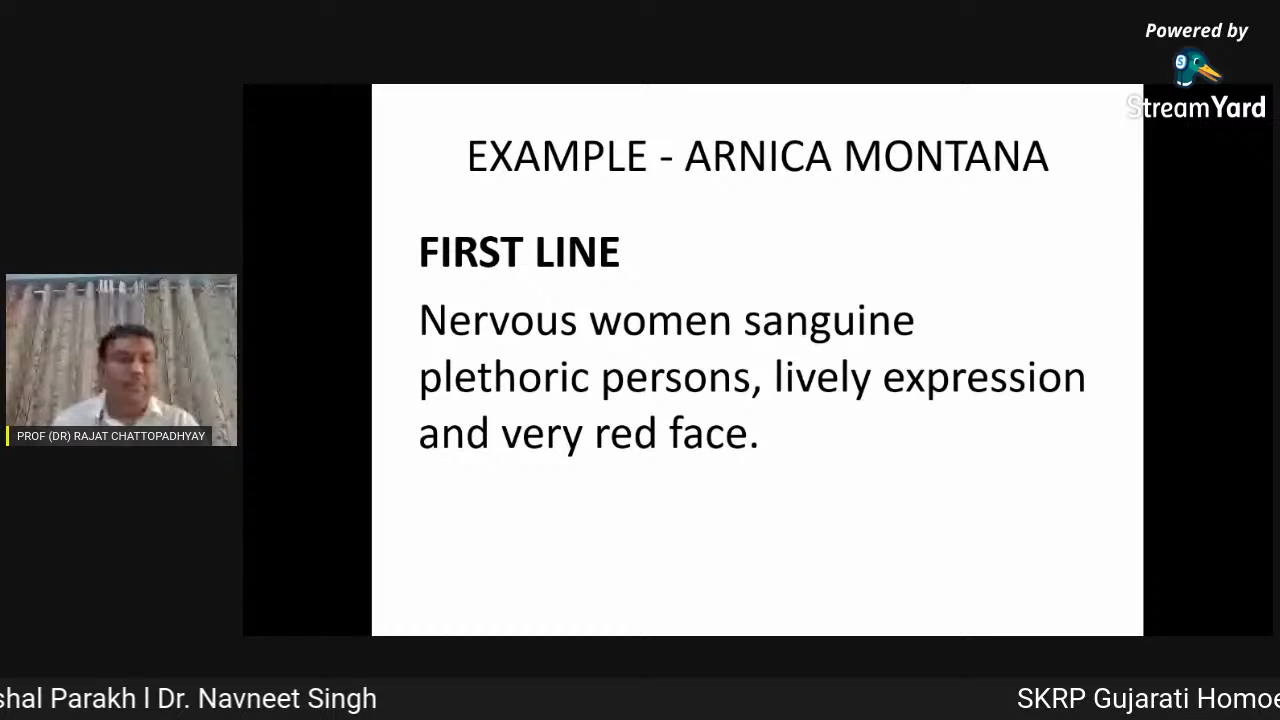 Powered by
StreamYard
EXAMPLE - ARNICA MONTANA
FIRST LINE
Nervous women sanguine
plethoric persons, lively expression
and very red face.
PROF (DR) RAJAT CHATTOPADHYAY
shal Parakh l Dr. Navneet Singh
SKRP Gujarati Homoe